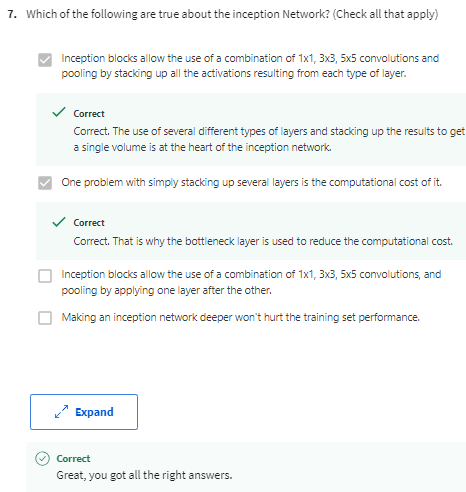 7. Which of the following are true about the inception Network? (Check all that apply)
Inception blocks allow the use of a combination of 1x1, 3x3, 5x5 convolutions and
pooling by stacking up all the activations resulting from each type of layer.
Correct
Correct. The use of several different types of layers and stacking up the results to get
a single volume is at the heart of the inception network.
One problem with simply stacking up several layers is the computational cost of it.
Correct
Correct. That is why the bottleneck layer is used to reduce the computational cost.
Inception blocks allow the use of a combination of 1x1, 3x3, 5x5 convolutions, and
pooling by applying one layer after the other.
Making an inception network deeper won't hurt the training set performance.
Expand
Correct
Great, you got all the right answers.